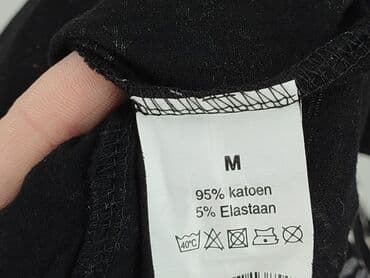 M
95% katoen
5% Elastaan
40°C